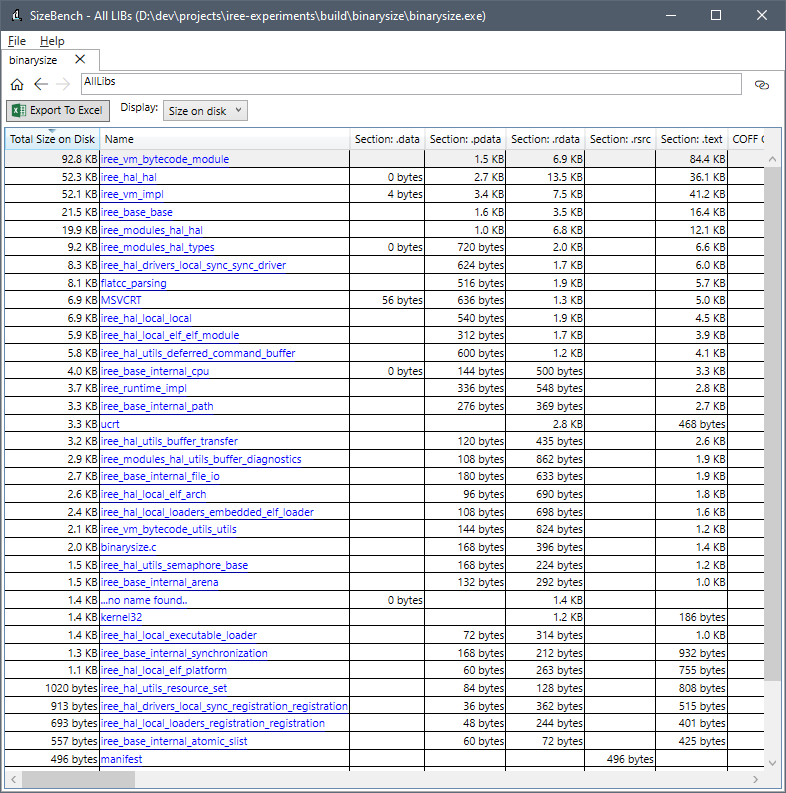 SizeBench - All LIBs (D:\dev\projects\iree-experiments\build\binarysize\binarysize.exe)
File Help
binarysize
AllLibs
Export To Excel Display: Size on disk
Total Size on Disk Name Section: .data Section: .pdata Section: .rdata Section: .rsrc Section: .text COFF
92.8 KB iree_vm_bytecode_module 1.5 KB 6.9 KB 84.4 KB
52.3 KB iree_hal_hal 0 bytes 2.7 KB 13.5 KB 36.1 KB
52.1 KB iree_vm_impl 4 bytes 3.4 KB 7.5 KB 41.2 KB
21.5 KB iree_base_base 1.6 KB 3.5 KB 16.4 KB
19.9 KB iree_modules_hal_hal 1.0 KB 6.8 KB 12.1 KB
9.2 KB iree_modules_hal_types 0 bytes 720 bytes 2.0 KB 6.6 KB
8.3 KB iree_hal_drivers_local_sync_sync_driver 624 bytes 1.7 KB 6.0 KB
8.1 KB flatcc_parsing 516 bytes 1.9 KB 5.7 KB
6.9 KB MSVCRT 56 bytes 636 bytes 1.3 KB 5.0 KB
6.9 KB iree_hal_local_local 540 bytes 1.9 KB 4.5 KB
5.9 KB iree_hal_local_elf_elf_module 312 bytes 1.7 KB 3.9 KB
5.8 KB iree_hal_utils_deferred_command_buffer 600 bytes 1.2 KB 4.1 KB
4.0 KB iree_base_internal_cpu 0 bytes 144 bytes 500 bytes 3.3 KB
3.7 KB iree_runtime_impl 336 bytes 548 bytes 2.8 KB
3.3 KB iree_base_internal_path 276 bytes 369 bytes 2.7 KB
3.3 KB ucrt 2.8 KB 468 bytes
3.2 KB iree_hal_utils_buffer_transfer 120 bytes 435 bytes 2.6 KB
2.9 KB iree_modules_hal_utils_buffer_diagnostics 108 bytes 862 bytes 1.9 KB
2.7 KB iree_base_internal_file_io 180 bytes 633 bytes 1.9 KB
2.6 KB iree_hal_local_elf_arch 96 bytes 690 bytes 1.8 KB
2.4 KB iree_hal_local_loaders_embedded_elf_loader 108 bytes 698 bytes 1.6 KB
2.1 KB iree_vm_bytecode_utils_utils 144 bytes 824 bytes 1.2 KB
2.0 KB binarysize.c 168 bytes 396 bytes 1.4 KB
1.5 KB iree_hal_utils_semaphore_base 168 bytes 224 bytes 1.2 KB
1.5 KB iree_base_internal_arena 132 bytes 292 bytes 1.0 KB
1.4 KB ...no name found.. 0 bytes 1.4 KB
1.4 KB kernel32 1.2 KB 186 bytes
1.4 KB iree_hal_local_executable_loader 72 bytes 314 bytes 1.0 KB
1.3 KB iree_base_internal_synchronization 168 bytes 212 bytes 932 bytes
1.1 KB iree_hal_local_elf_platform 60 bytes 263 bytes 755 bytes
1020 bytes iree_hal_utils_resource_set 84 bytes 128 bytes 808 bytes
913 bytes iree_hal_drivers_local_sync_registration_registration 36 bytes 362 bytes 515 bytes
693 bytes iree_hal_local_loaders_registration_registration 48 bytes 244 bytes 401 bytes
557 bytes iree_base_internal_atomic_slist 60 bytes 72 bytes 425 bytes
496 bytes manifest 496 bytes